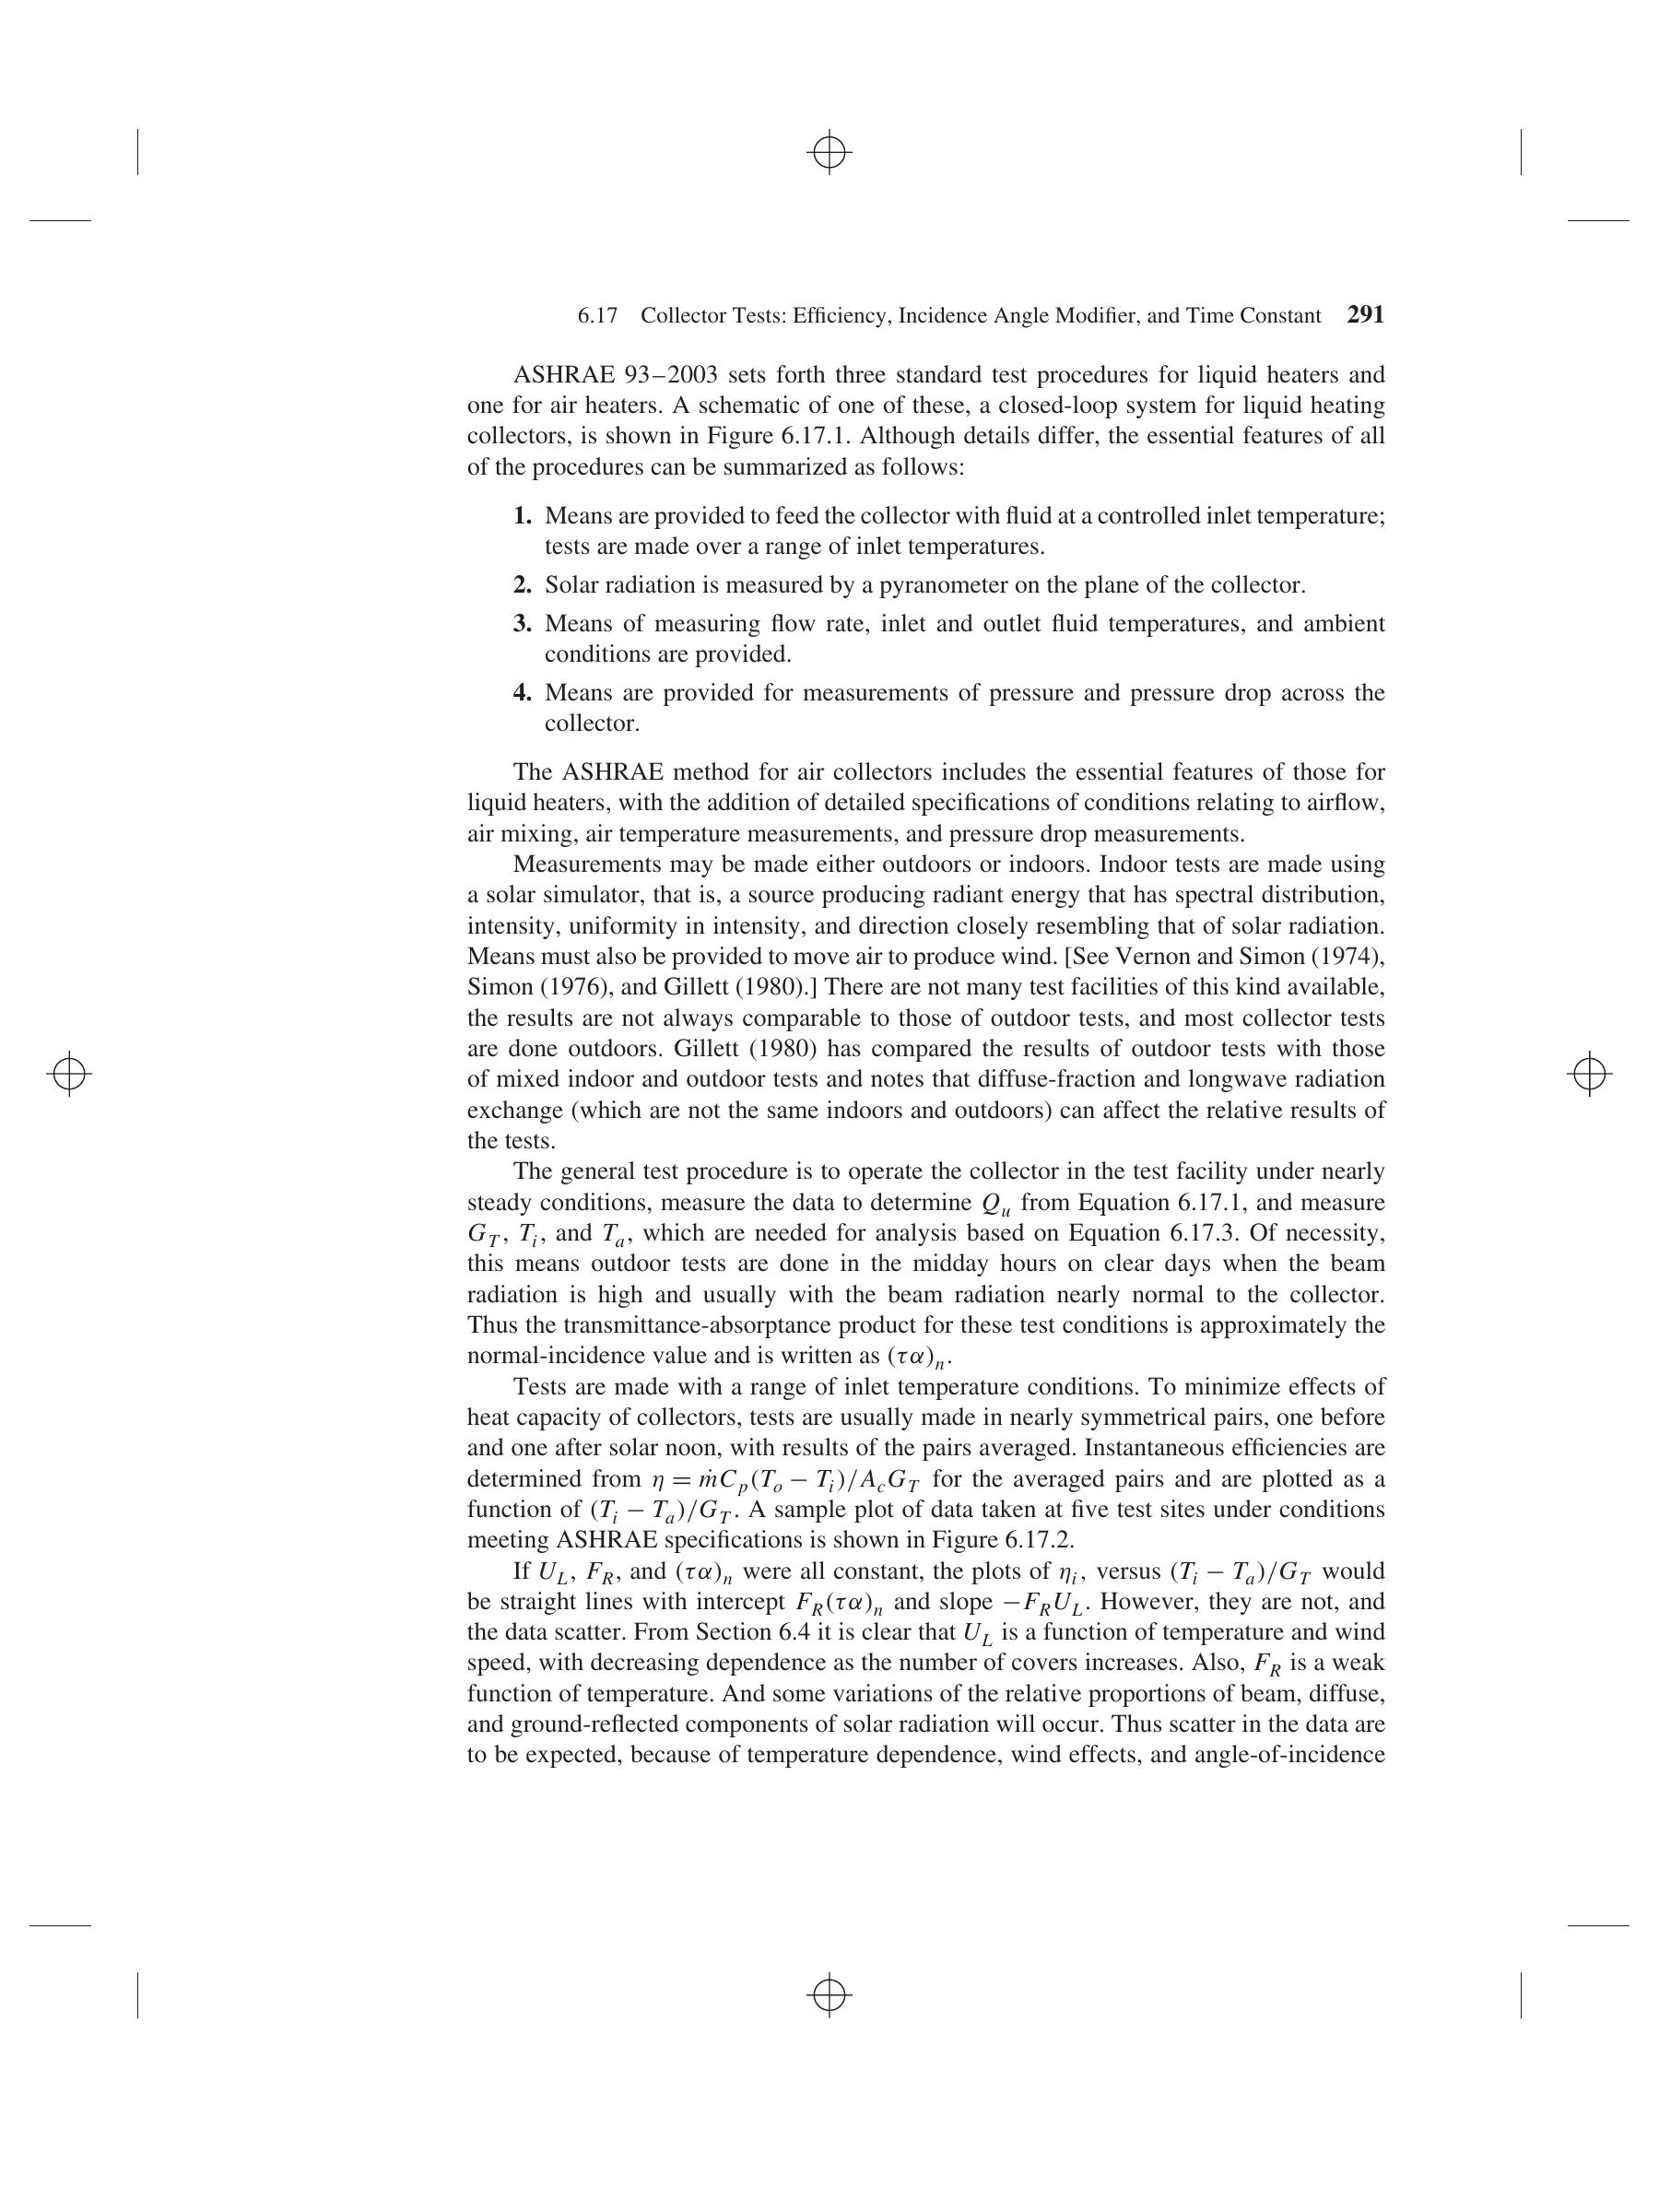 6.17 Collector Tests: Efficiency, Incidence Angle Modifier, and Time Constant 291
ASHRAE 93–2003 sets forth three standard test procedures for liquid heaters and
one for air heaters. A schematic of one of these, a closed-loop system for liquid heating
collectors, is shown in Figure 6.17.1. Although details differ, the essential features of all
of the procedures can be summarized as follows:
1. Means are provided to feed the collector with fluid at a controlled inlet temperature;
tests are made over a range of inlet temperatures.
2. Solar radiation is measured by a pyranometer on the plane of the collector.
3. Means of measuring flow rate, inlet and outlet fluid temperatures, and ambient
conditions are provided.
4. Means are provided for measurements of pressure and pressure drop across the
collector.
The ASHRAE method for air collectors includes the essential features of those for
liquid heaters, with the addition of detailed specifications of conditions relating to airflow,
air mixing, air temperature measurements, and pressure drop measurements.
Measurements may be made either outdoors or indoors. Indoor tests are made using
a solar simulator, that is, a source producing radiant energy that has spectral distribution,
intensity, uniformity in intensity, and direction closely resembling that of solar radiation.
Means must also be provided to move air to produce wind. [See Vernon and Simon (1974),
Simon (1976), and Gillett (1980).] There are not many test facilities of this kind available,
the results are not always comparable to those of outdoor tests, and most collector tests
are done outdoors. Gillett (1980) has compared the results of outdoor tests with those
of mixed indoor and outdoor tests and notes that diffuse-fraction and longwave radiation
exchange (which are not the same indoors and outdoors) can affect the relative results of
the tests.
The general test procedure is to operate the collector in the test facility under nearly
steady conditions, measure the data to determine Q_u from Equation 6.17.1, and measure
G_T, T_i, and T_a, which are needed for analysis based on Equation 6.17.3. Of necessity,
this means outdoor tests are done in the midday hours on clear days when the beam
radiation is high and usually with the beam radiation nearly normal to the collector.
Thus the transmittance-absorptance product for these test conditions is approximately the
normal-incidence value and is written as (τα)_n.
Tests are made with a range of inlet temperature conditions. To minimize effects of
heat capacity of collectors, tests are usually made in nearly symmetrical pairs, one before
and one after solar noon, with results of the pairs averaged. Instantaneous efficiencies are
determined from η = ṁC_p(T_o − T_i)/A_cG_T for the averaged pairs and are plotted as a
function of (T_i − T_a)/G_T. A sample plot of data taken at five test sites under conditions
meeting ASHRAE specifications is shown in Figure 6.17.2.
If U_L, F_R, and (τα)_n were all constant, the plots of η_i, versus (T_i − T_a)/G_T would
be straight lines with intercept F_R(τα)_n and slope −F_RU_L. However, they are not, and
the data scatter. From Section 6.4 it is clear that U_L is a function of temperature and wind
speed, with decreasing dependence as the number of covers increases. Also, F_R is a weak
function of temperature. And some variations of the relative proportions of beam, diffuse,
and ground-reflected components of solar radiation will occur. Thus scatter in the data are
to be expected, because of temperature dependence, wind effects, and angle-of-incidence